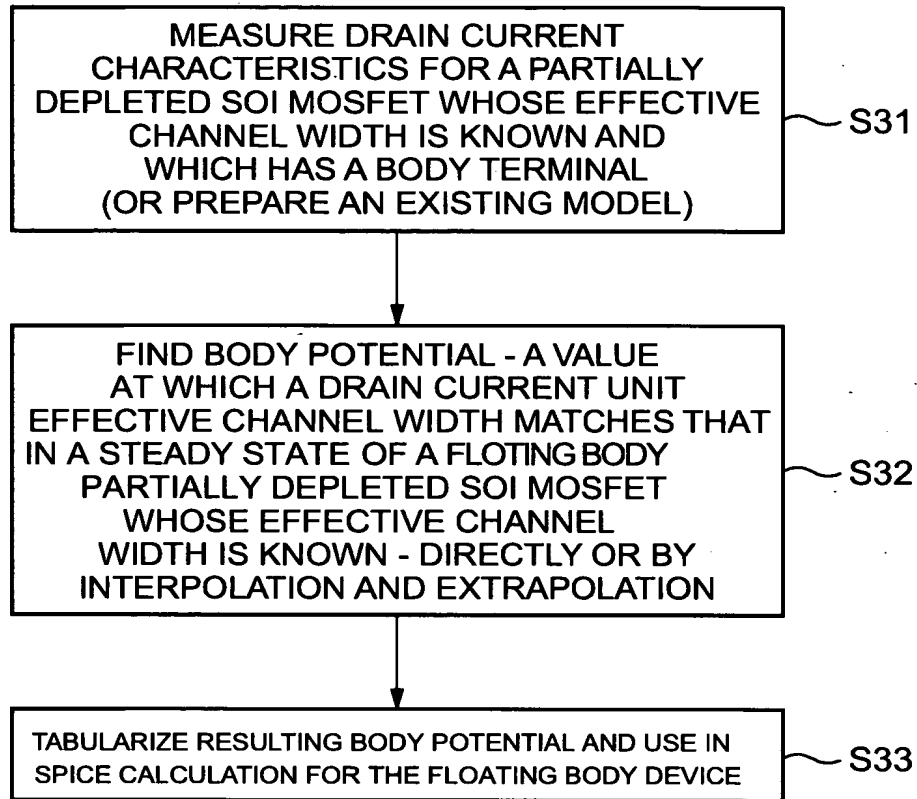 MEASURE DRAIN CURRENT
CHARACTERISTICS FOR A PARTIALLY
DEPLETED SOI MOSFET WHOSE EFFECTIVE
CHANNEL WIDTH IS KNOWN AND
WHICH HAS A BODY TERMINAL
(OR PREPARE AN EXISTING MODEL)
S31
FIND BODY POTENTIAL - A VALUE
AT WHICH A DRAIN CURRENT UNIT
EFFECTIVE CHANNEL WIDTH MATCHES THAT
IN A STEADY STATE OF A FLOTING BODY
PARTIALLY DEPLETED SOI MOSFET
WHOSE EFFECTIVE CHANNEL
WIDTH IS KNOWN - DIRECTLY OR BY
INTERPOLATION AND EXTRAPOLATION
S32
TABULARIZE RESULTING BODY POTENTIAL AND USE IN
SPICE CALCULATION FOR THE FLOATING BODY DEVICE
S33